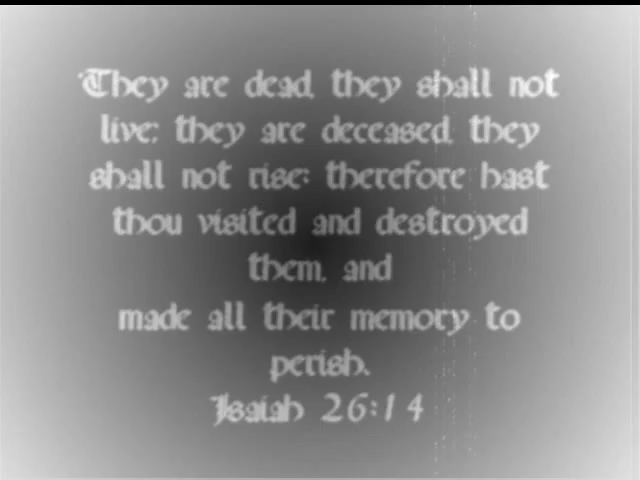 They are dead, they shall not
live; they are deceased, they
shall not rise: therefore hast
thou visited and destroyed
them, and
made all their memory to
perish.
Isaiah 26:14